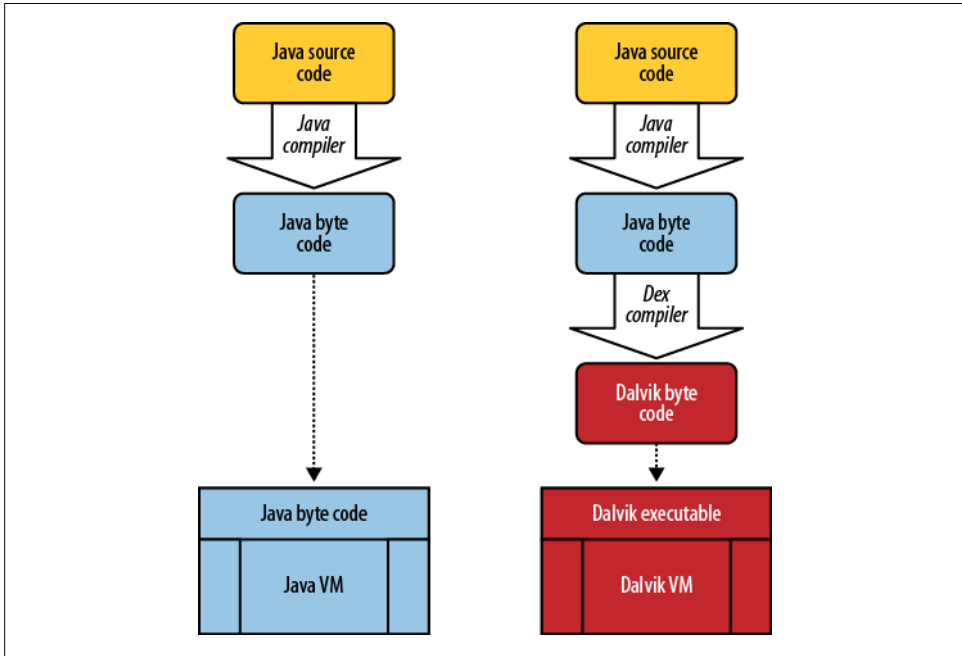 Java source
code
Java
compiler
Java byte
code
Java byte code
Java VM
Java source
code
Java
compiler
Java byte
code
Dex
compiler
Dalvik byte
code
Dalvik executable
Dalvik VM